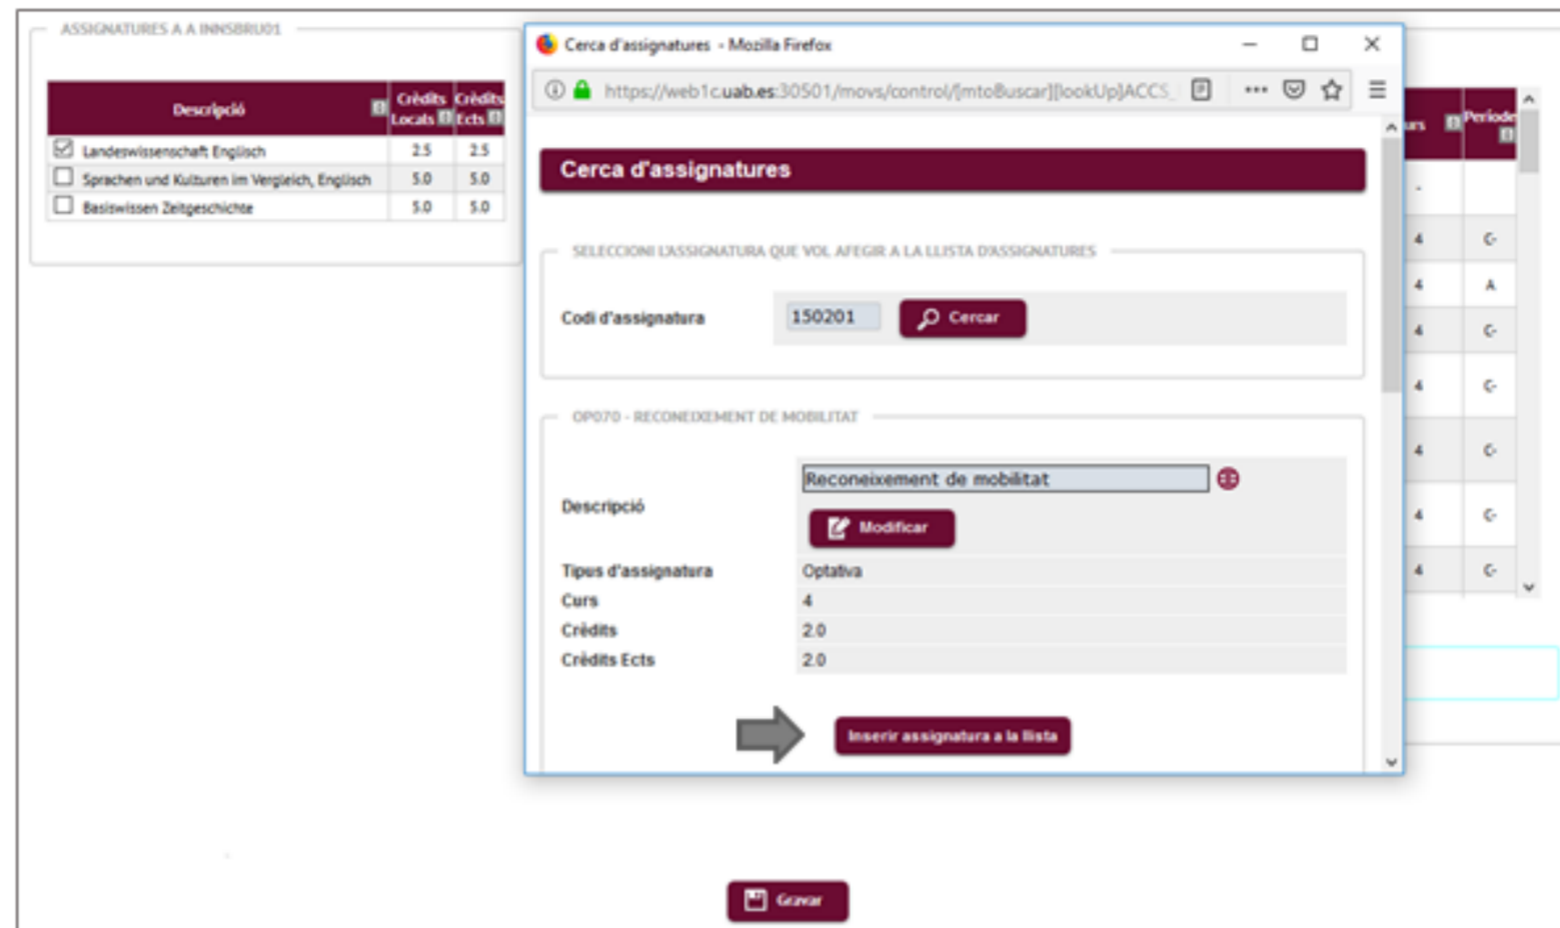 ASSIGNATURES A A INNSBRU01
Descripció
Crèdits Locals
Crèdits Ects
Landeswissenschaft Englisch 2.5 2.5
Sprachen und Kulturen im Vergleich, Englisch 5.0 5.0
Basiswissen Zeitgeschichte 5.0 5.0
Cerca d'assignatures - Mozilla Firefox
https://web1c.uab.es:30501/movs/control/[mtoBuscar][lookUp]ACCS_
Cerca d'assignatures
SELECCIONI L'ASSIGNATURA QUE VOL AFEGIR A LA LLISTA D'ASSIGNATURES
Codi d'assignatura 150201 Cercar
OP070 - RECONEIXEMENT DE MOBILITAT
Descripció Reconeixement de mobilitat
Modificar
Tipus d'assignatura Optativa
Curs 4
Crèdits 2.0
Crèdits Ects 2.0
Inserir assignatura a la llista
urs Periode
-
4 C-
4 A
4 C-
4 C-
4 C-
4 C-
4 C-
Gravar